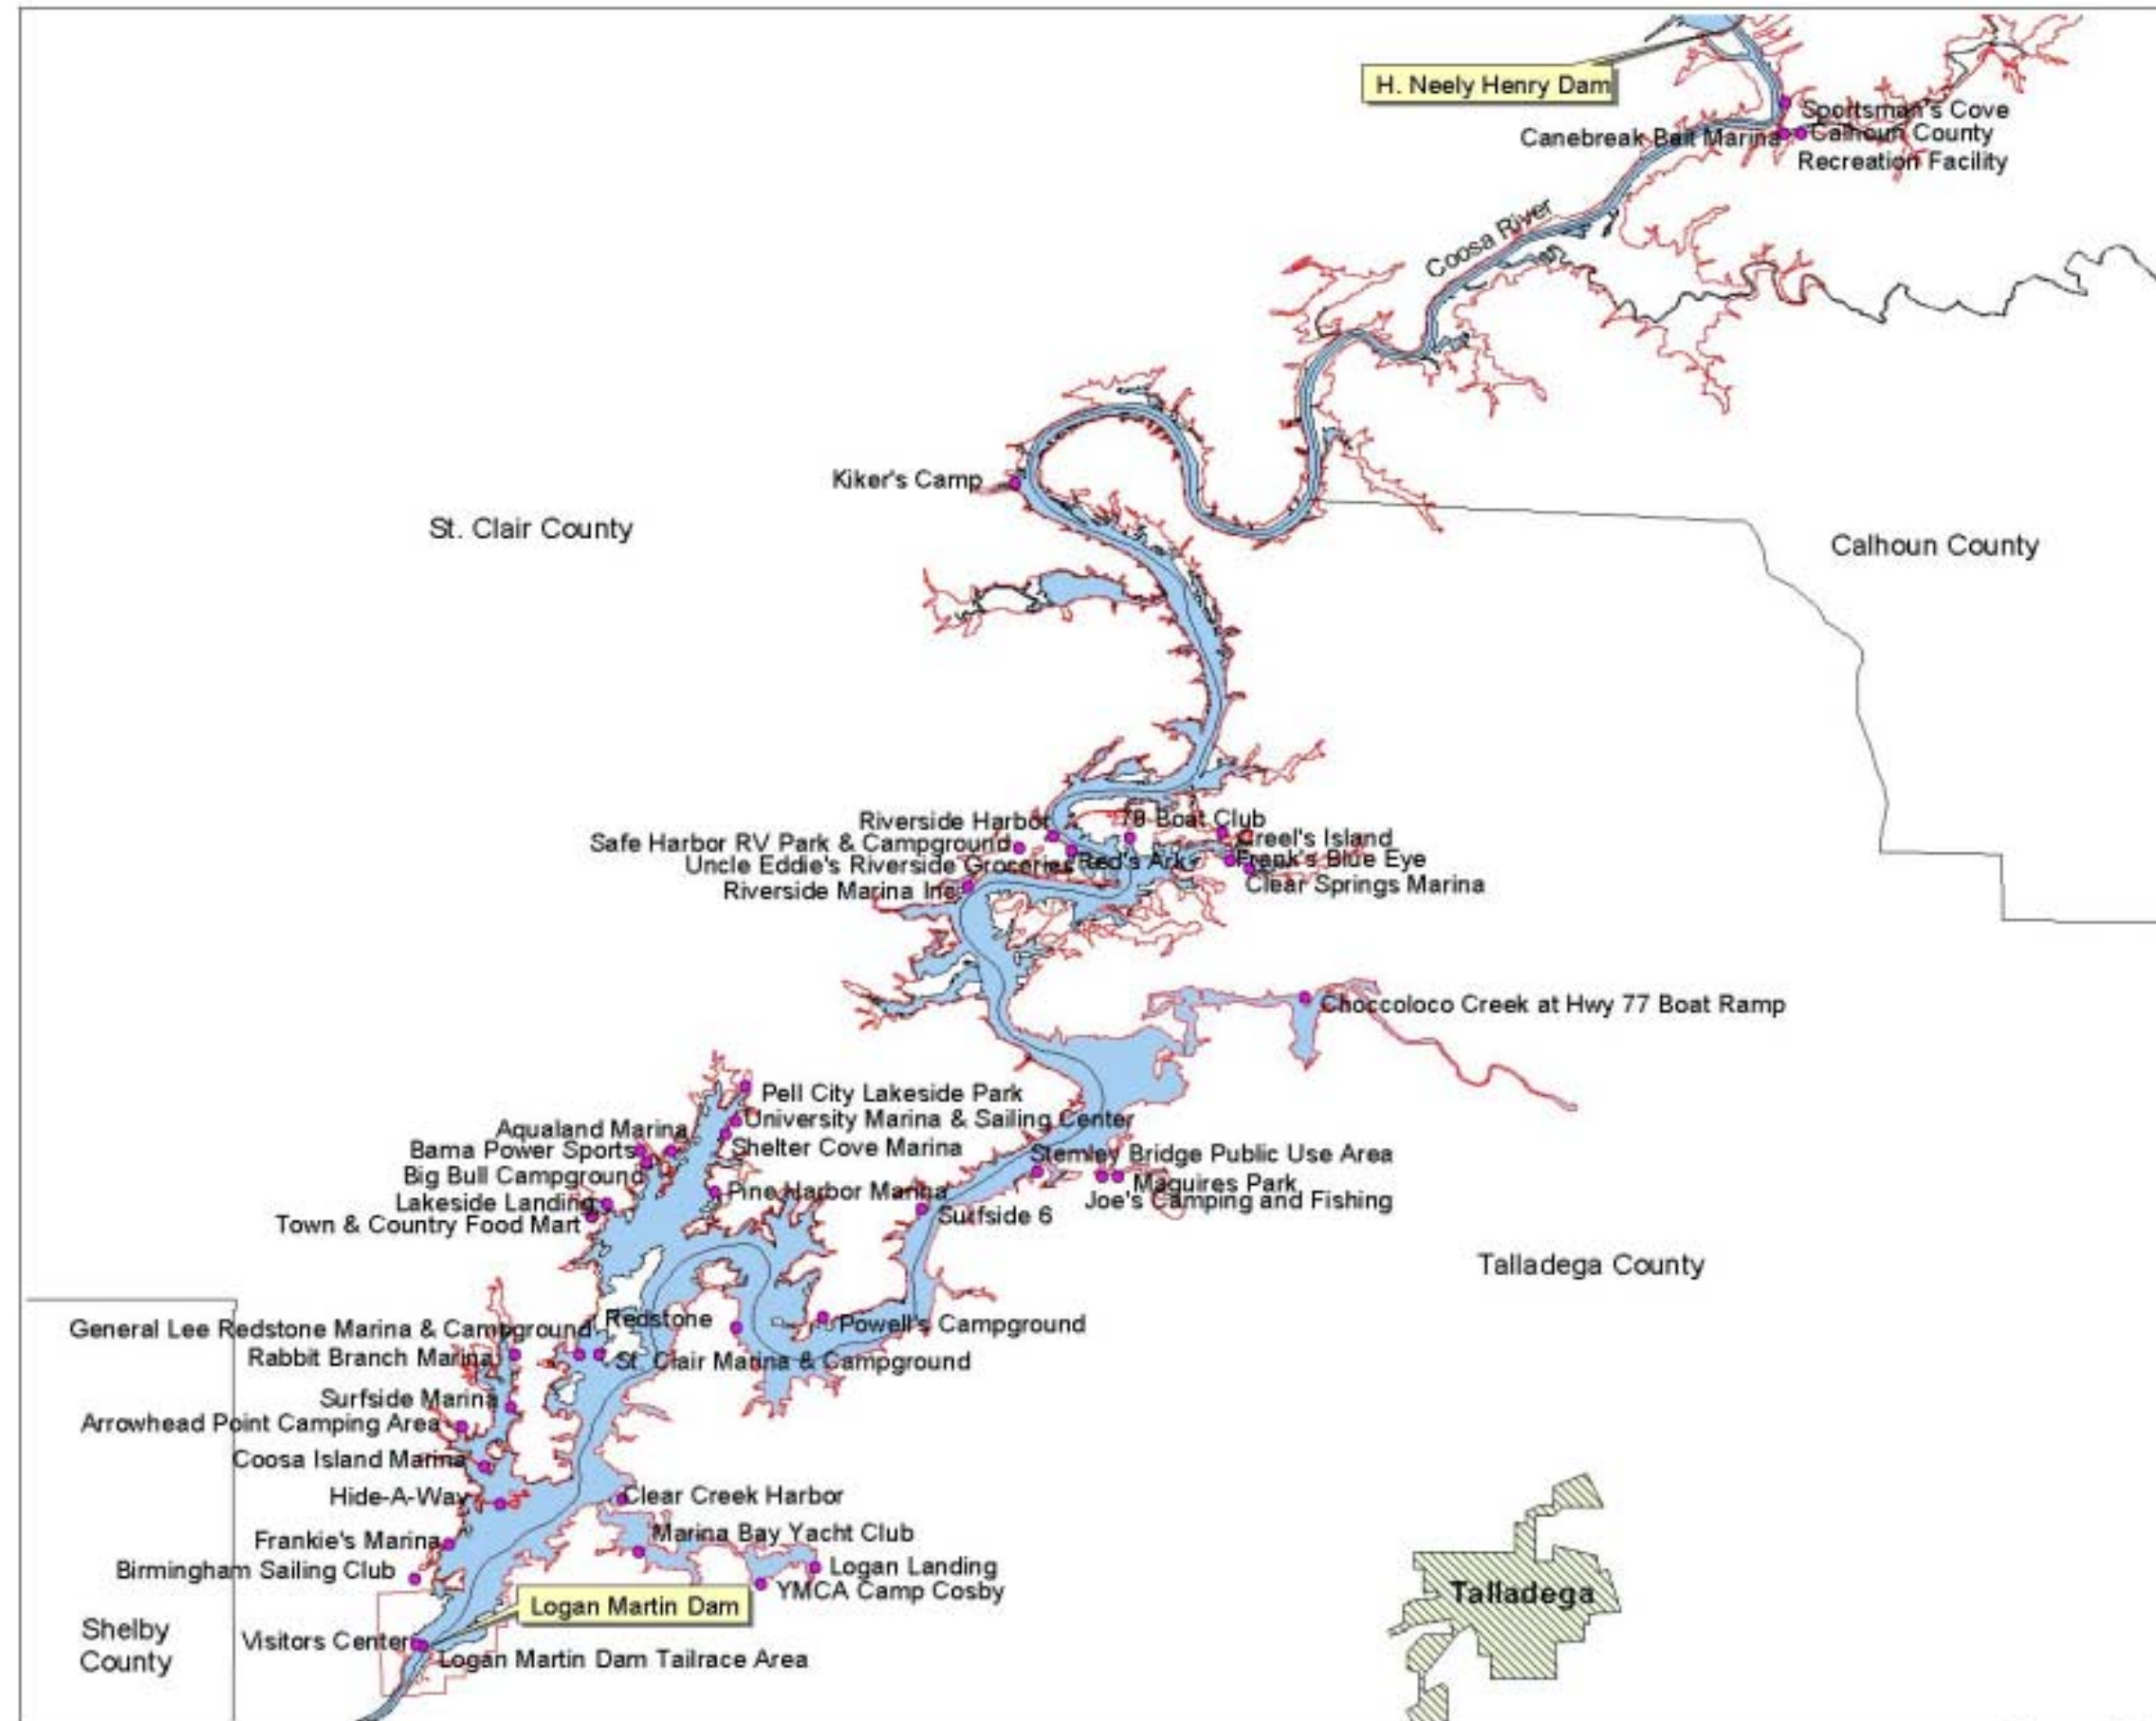 H. Neely Henry Dam
Sportsman's Cove
Canebreak Bait Marina
Calhoun County
Recreation Facility
Coosa River
Kiker's Camp
St. Clair County
Calhoun County
Riverside Harbor
78 Boat Club
Safe Harbor RV Park & Campground
Creel's Island
Uncle Eddie's Riverside Groceries
Red's Ark
Frank's Blue Eye
Riverside Marina Inc
Clear Springs Marina
Choccoloco Creek at Hwy 77 Boat Ramp
Pell City Lakeside Park
University Marina & Sailing Center
Aqualand Marina
Bama Power Sports
Shelter Cove Marina
Stemley Bridge Public Use Area
Big Bull Campground
Maguires Park
Pine Harbor Marina
Lakeside Landing
Joe's Camping and Fishing
Town & Country Food Mart
Surfside 6
Talladega County
General Lee Redstone Marina & Campground
Redstone
Powell's Campground
Rabbit Branch Marina
St. Clair Marina & Campground
Surfside Marina
Arrowhead Point Camping Area
Coosa Island Marina
Hide-A-Way
Clear Creek Harbor
Frankie's Marina
Marina Bay Yacht Club
Birmingham Sailing Club
Logan Landing
YMCA Camp Cosby
Talladega
Logan Martin Dam
Shelby
County
Visitors Center
Logan Martin Dam Tailrace Area